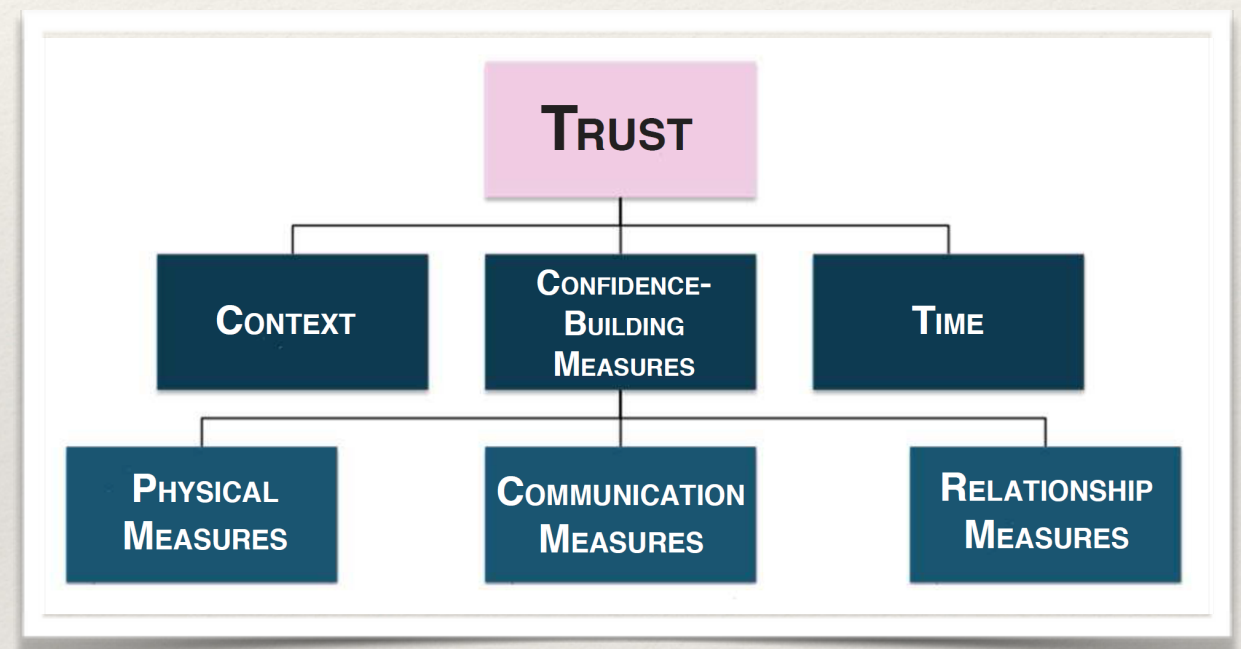 TRUST
CONTEXT
CONFIDENCE-
BUILDING
MEASURES
TIME
PHYSICAL
MEASURES
COMMUNICATION
MEASURES
RELATIONSHIP
MEASURES